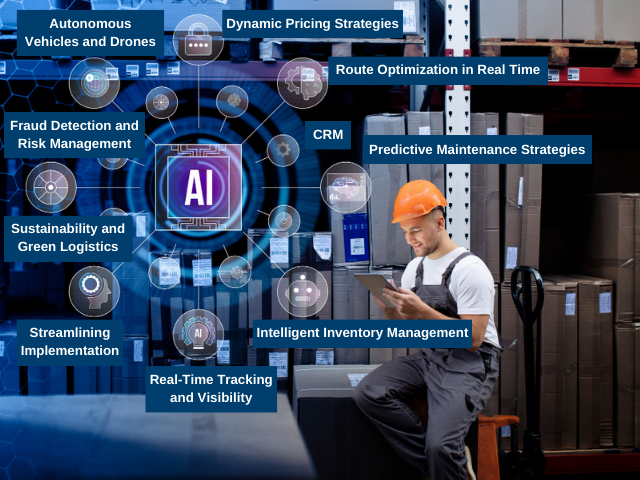 Autonomous
Vehicles and Drones
Dynamic Pricing Strategies
Route Optimization in Real Time
Fraud Detection and
Risk Management
CRM
Predictive Maintenance Strategies
AI
Sustainability and
Green Logistics
Streamlining
Implementation
AI
Intelligent Inventory Management
Real-Time Tracking
and Visibility